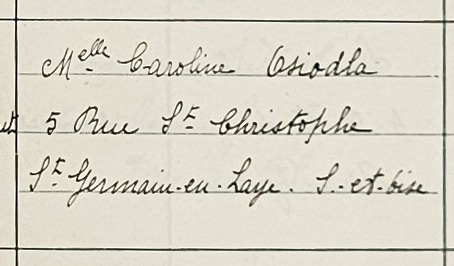 Melle Caroline Osiodla
5 Rue St Christophe
St Germain-en-Laye. S.-et-Oise